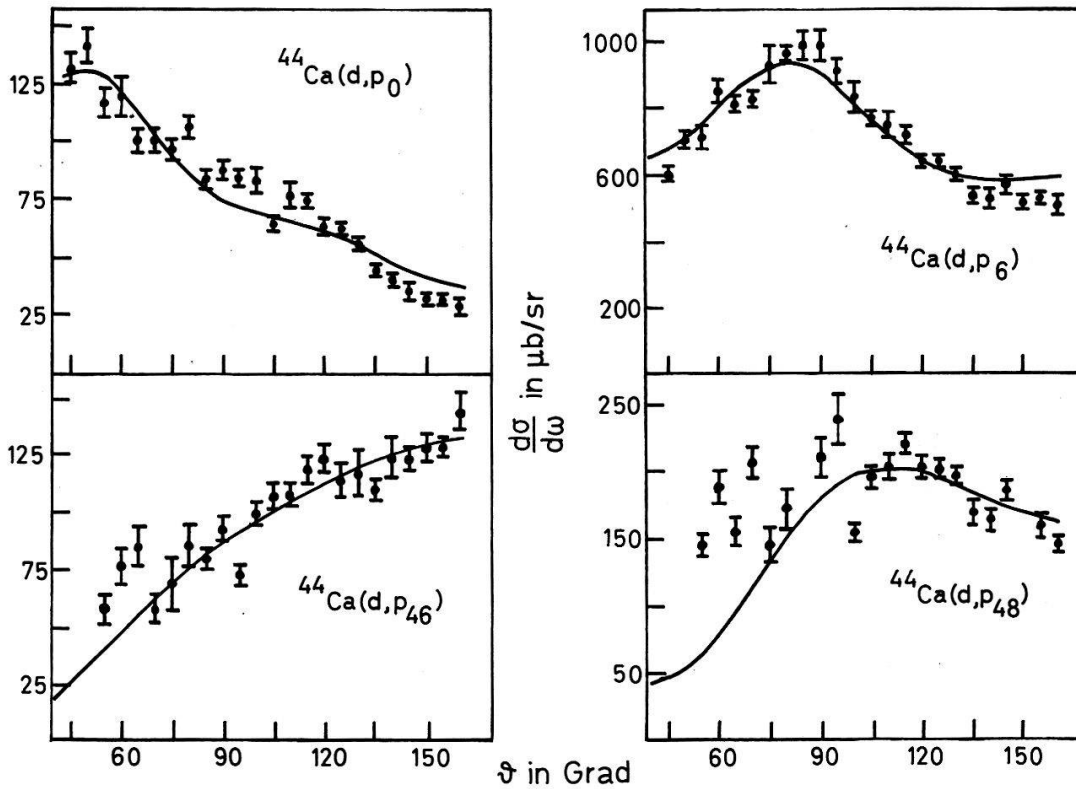 125
75
25
⁴⁴Ca(d,p₀)
1000
600
200
⁴⁴Ca(d,p₆)
dσ/dω in μb/sr
125
75
25
⁴⁴Ca(d,p₄₆)
60 90 120 150
250
150
50
⁴⁴Ca(d,p₄₈)
60 90 120 150
ϑ in Grad